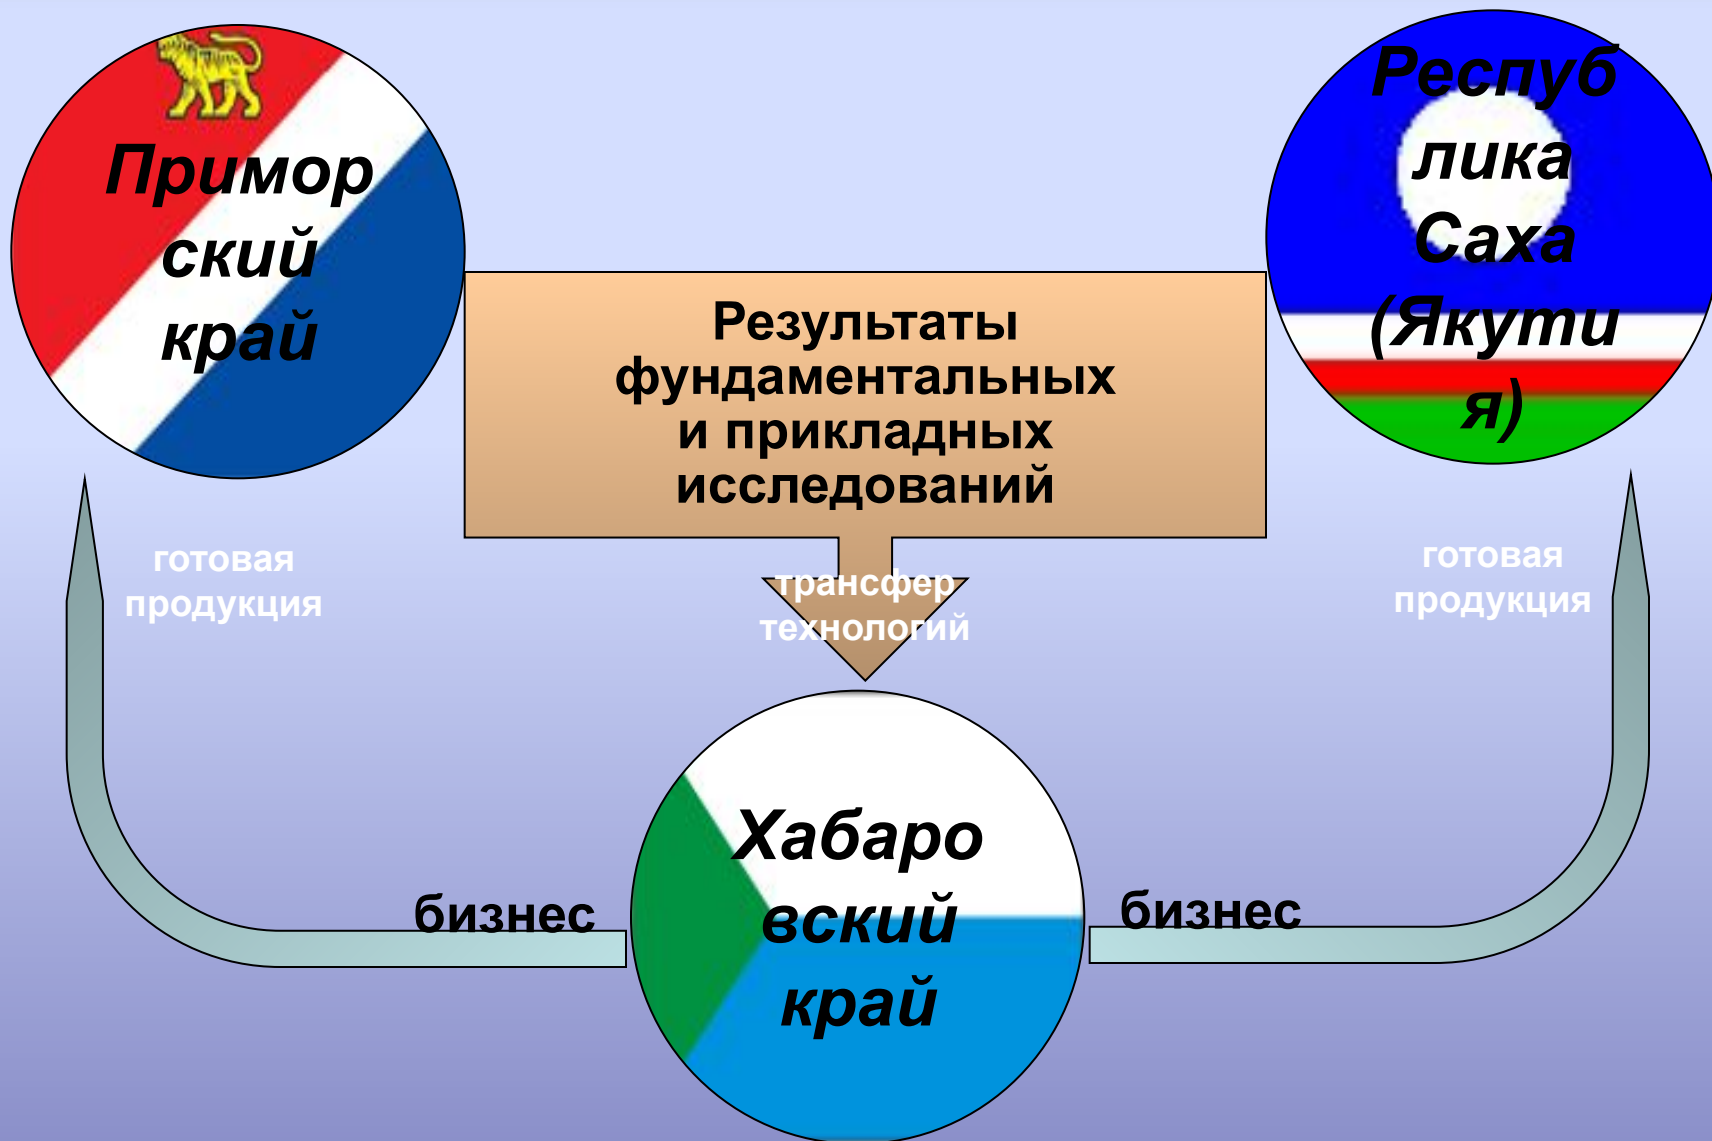 Примор
ский
край
Респуб
лика
Саха
(Якути
я)
Результаты
фундаментальных
и прикладных
исследований
готовая
продукция
трансфер
технологий
готовая
продукция
бизнес
Хабаро
вский
край
бизнес